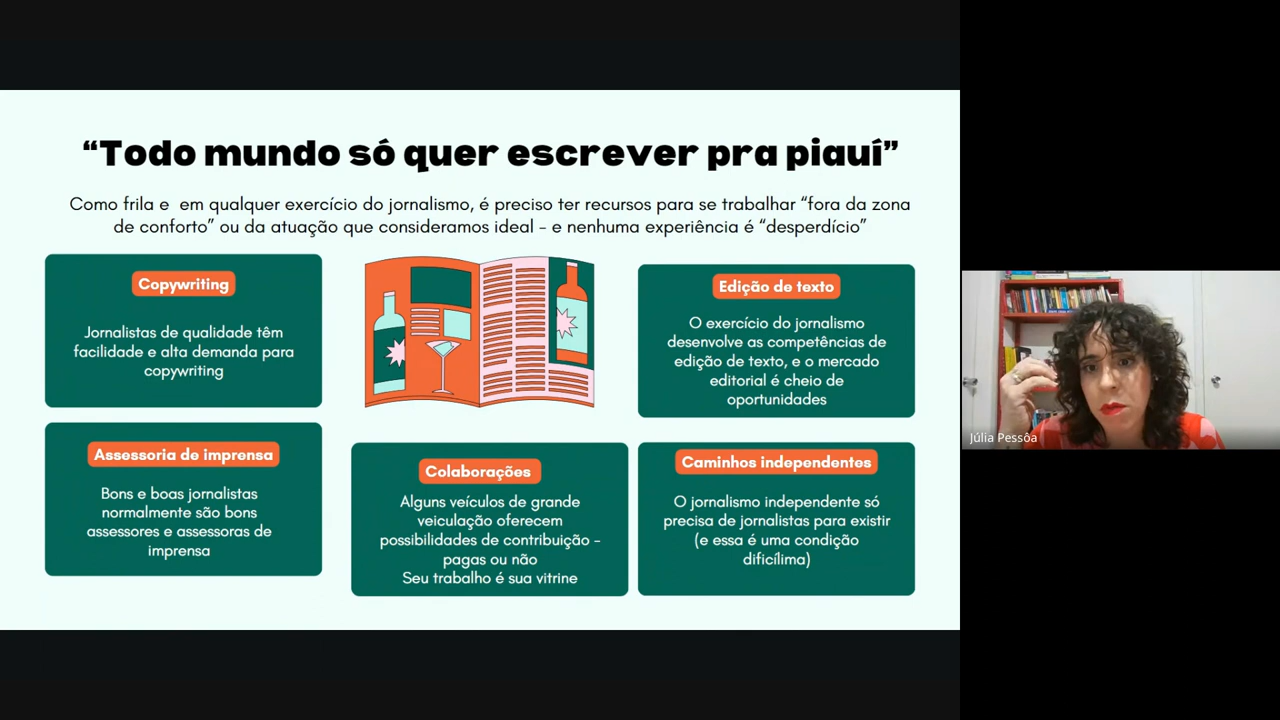 “Todo mundo só quer escrever pra piauí”
Como frila e em qualquer exercício do jornalismo, é preciso ter recursos para se trabalhar “fora da zona
de conforto” ou da atuação que consideramos ideal - e nenhuma experiência é “desperdício”
Copywriting
Jornalistas de qualidade têm
facilidade e alta demanda para
copywriting
Edição de texto
O exercício do jornalismo
desenvolve as competências de
edição de texto, e o mercado
editorial é cheio de
oportunidades
Assessoria de imprensa
Bons e boas jornalistas
normalmente são bons
assessores e assessoras de
imprensa
Colaborações
Alguns veículos de grande
veiculação oferecem
possibilidades de contribuição -
pagas ou não
Seu trabalho é sua vitrine
Caminhos independentes
O jornalismo independente só
precisa de jornalistas para existir
(e essa é uma condição
dificílima)
Júlia Pessôa